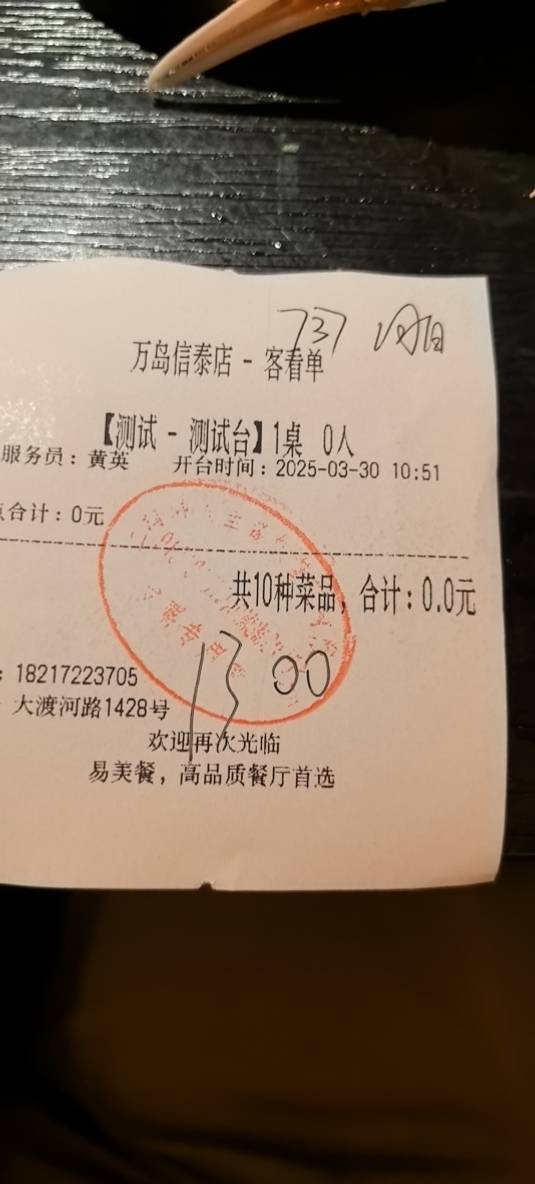 737
万岛信泰店 - 客看单
【测试 - 测试台】1桌 0人
服务员：黄英 开台时间：2025-03-30 10:51
合计：0元
共10种菜品，合计：0.0元
1300
：18217223705
大渡河路1428号
欢迎再次光临
易美餐，高品质餐厅首选